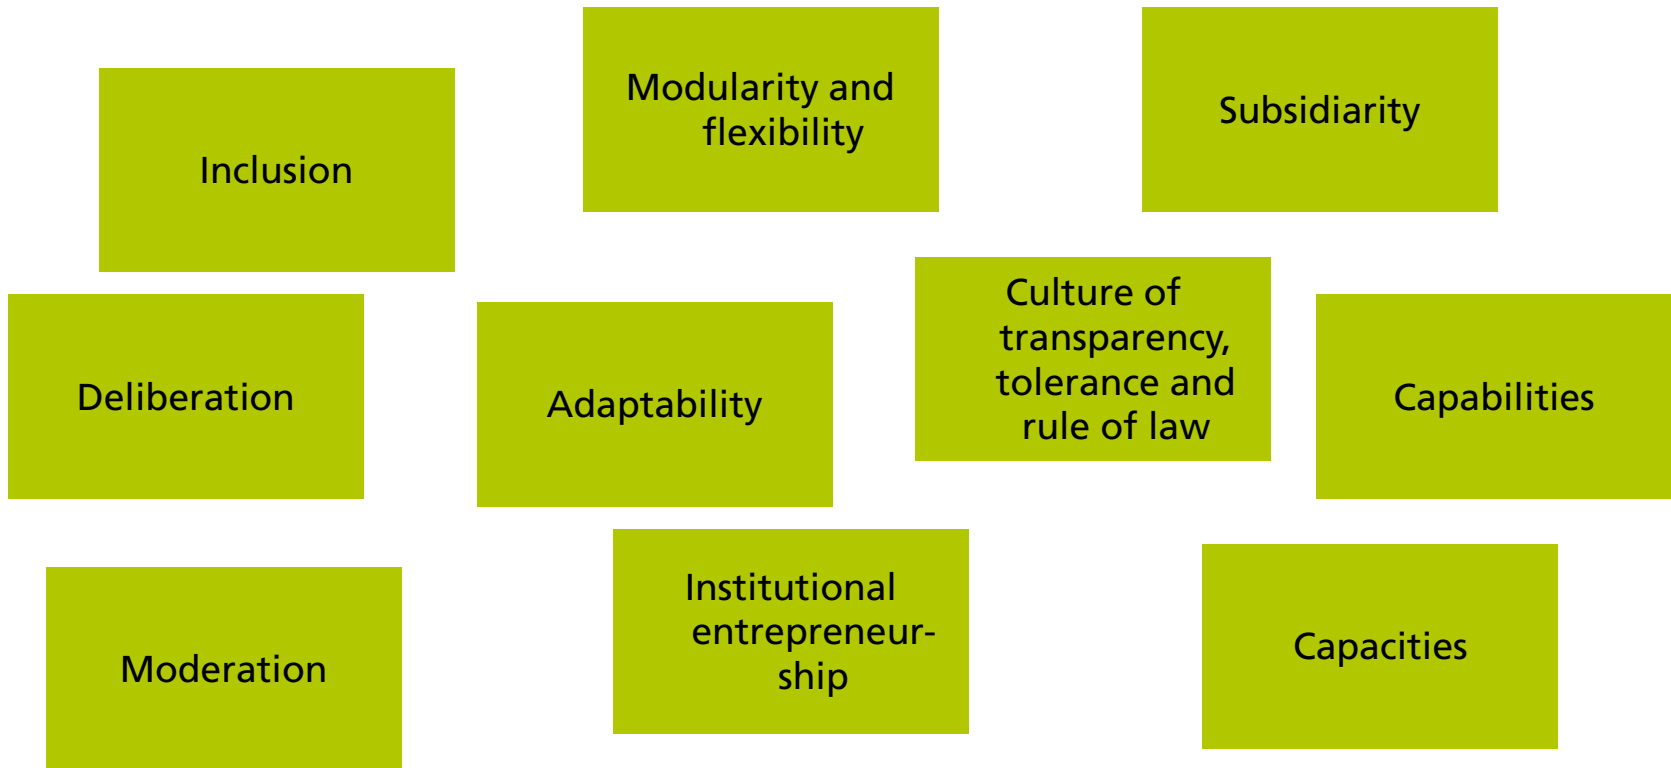 Modularity and
flexibility
Subsidiarity
Inclusion
Culture of
transparency,
tolerance and
rule of law
Deliberation
Adaptability
Capabilities
Institutional
entrepreneur-
ship
Capacities
Moderation